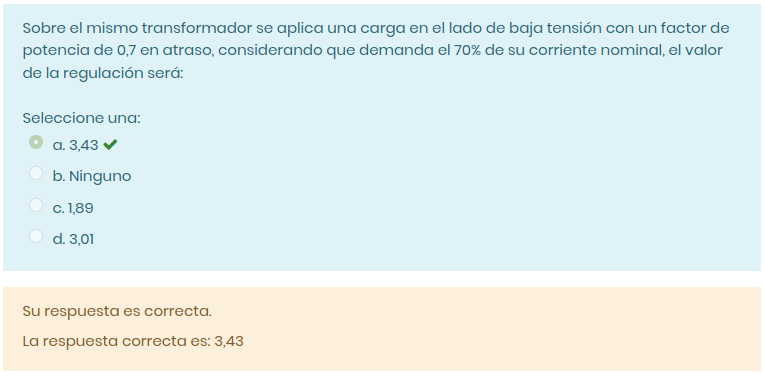 Sobre el mismo transformador se aplica una carga en el lado de baja tensión con un factor de
potencia de 0,7 en atraso, considerando que demanda el 70% de su corriente nominal, el valor
de la regulación será:
Seleccione una:
a. 3,43
b. Ninguno
c. 1,89
d. 3,01
Su respuesta es correcta.
La respuesta correcta es: 3,43